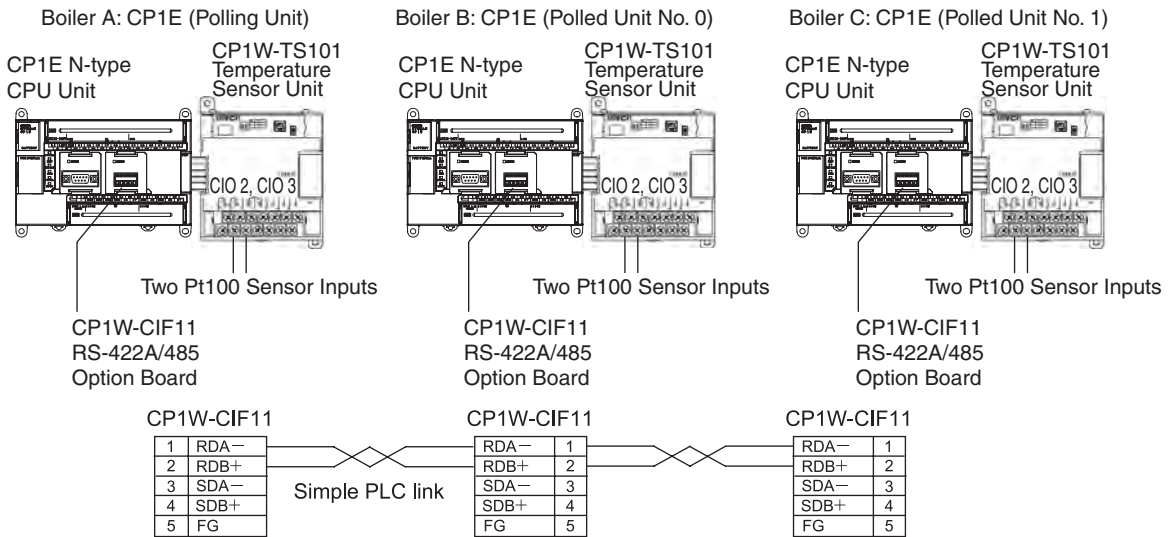 Boiler A: CP1E (Polling Unit)
CP1E N-type
CPU Unit
CP1W-TS101
Temperature
Sensor Unit
CIO 2, CIO 3
Two Pt100 Sensor Inputs
CP1W-CIF11
RS-422A/485
Option Board
Boiler B: CP1E (Polled Unit No. 0)
CP1E N-type
CPU Unit
CP1W-TS101
Temperature
Sensor Unit
CIO 2, CIO 3
Two Pt100 Sensor Inputs
CP1W-CIF11
RS-422A/485
Option Board
Boiler C: CP1E (Polled Unit No. 1)
CP1E N-type
CPU Unit
CP1W-TS101
Temperature
Sensor Unit
CIO 2, CIO 3
Two Pt100 Sensor Inputs
CP1W-CIF11
RS-422A/485
Option Board
CP1W-CIF11
1 RDA−
2 RDB+
3 SDA−
4 SDB+
5 FG
Simple PLC link
CP1W-CIF11
RDA− 1
RDB+ 2
SDA− 3
SDB+ 4
FG 5
CP1W-CIF11
RDA− 1
RDB+ 2
SDA− 3
SDB+ 4
FG 5